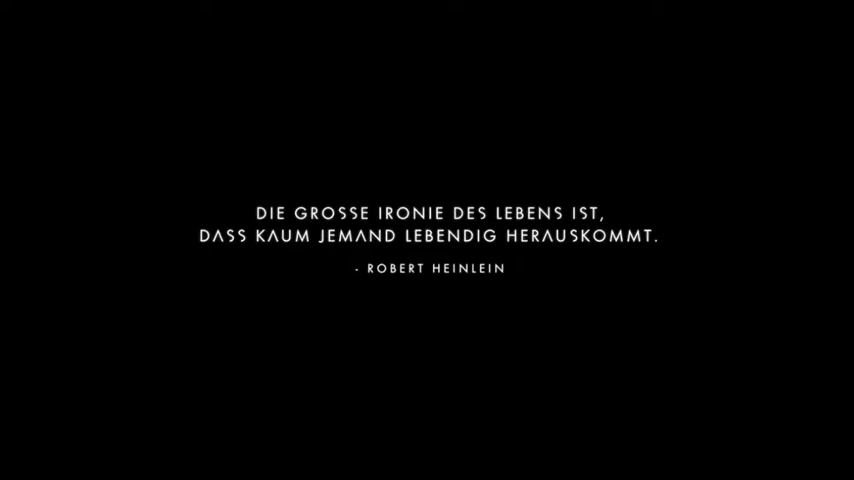 DIE GROSSE IRONIE DES LEBENS IST,
DASS KAUM JEMAND LEBENDIG HERAUSKOMMT.
- ROBERT HEINLEIN